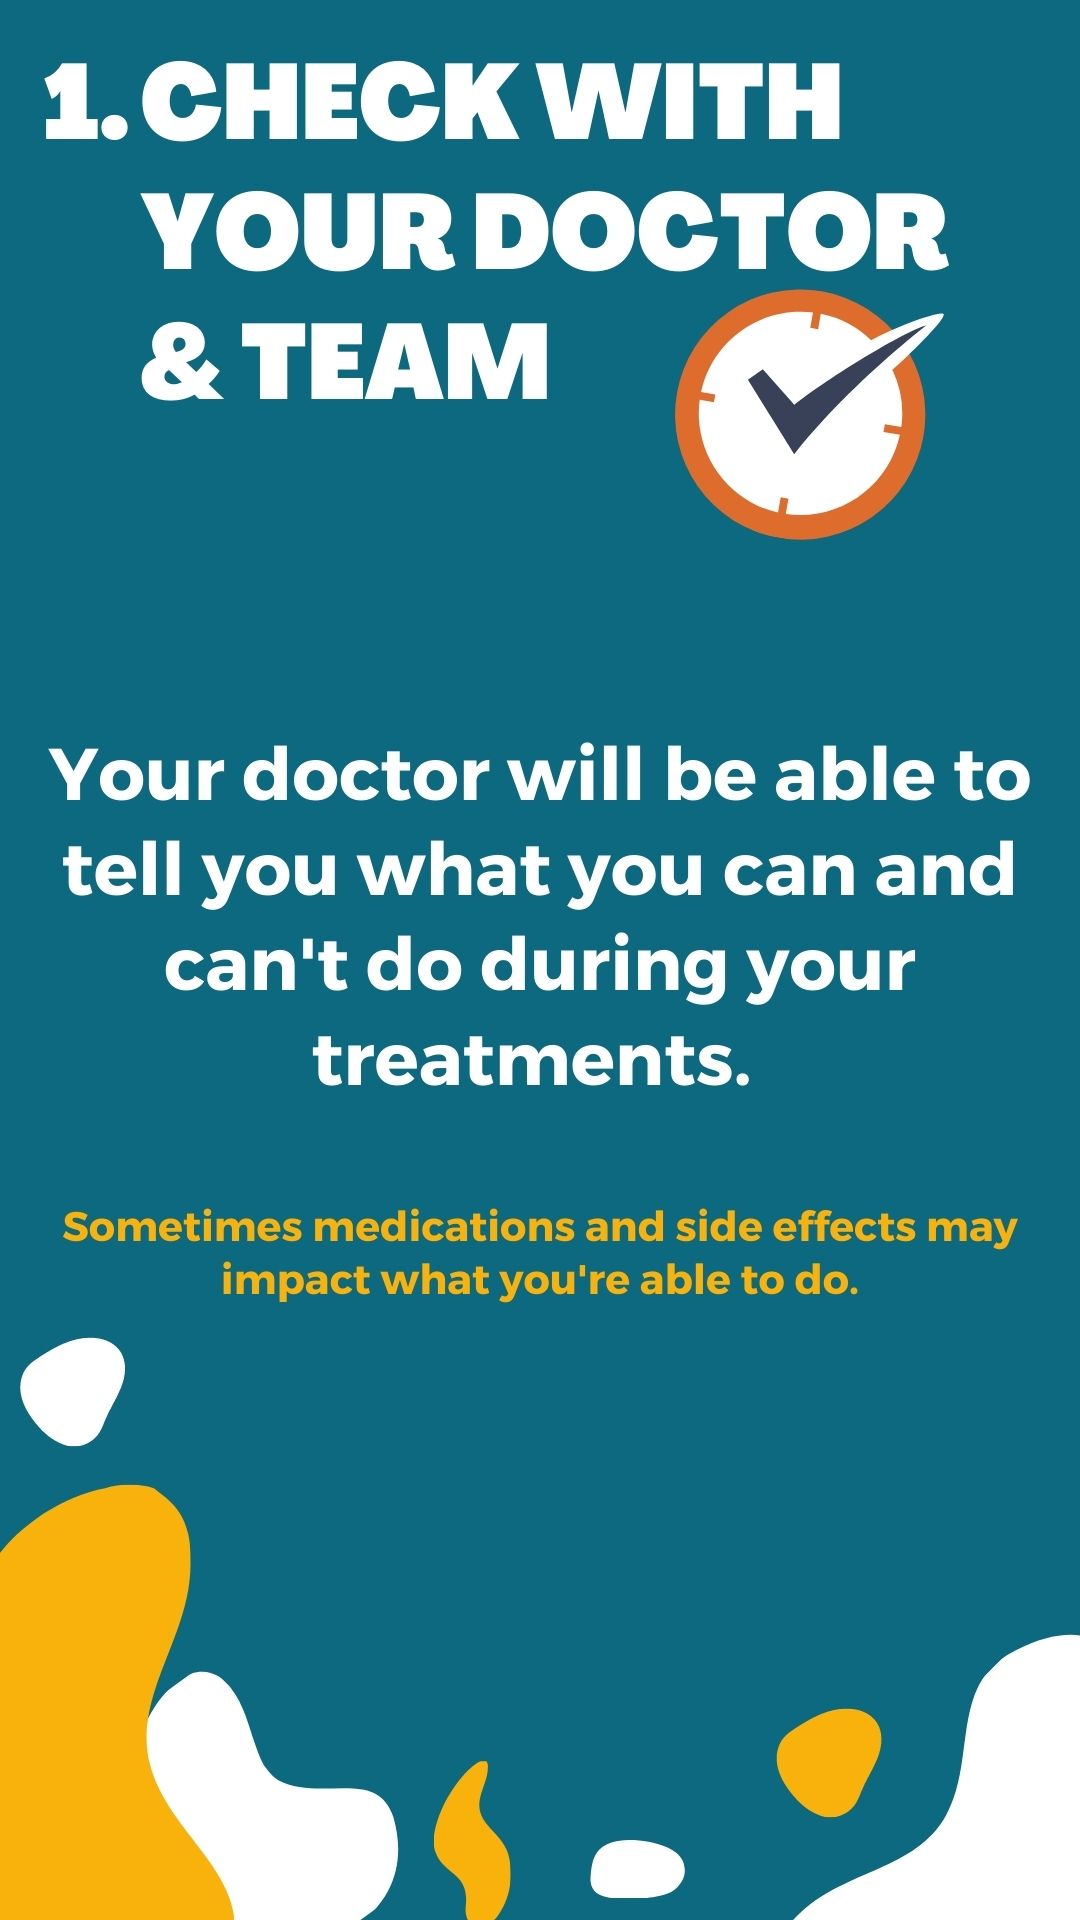 1. CHECK WITH
YOUR DOCTOR
& TEAM
Your doctor will be able to
tell you what you can and
can't do during your
treatments.
Sometimes medications and side effects may
impact what you're able to do.